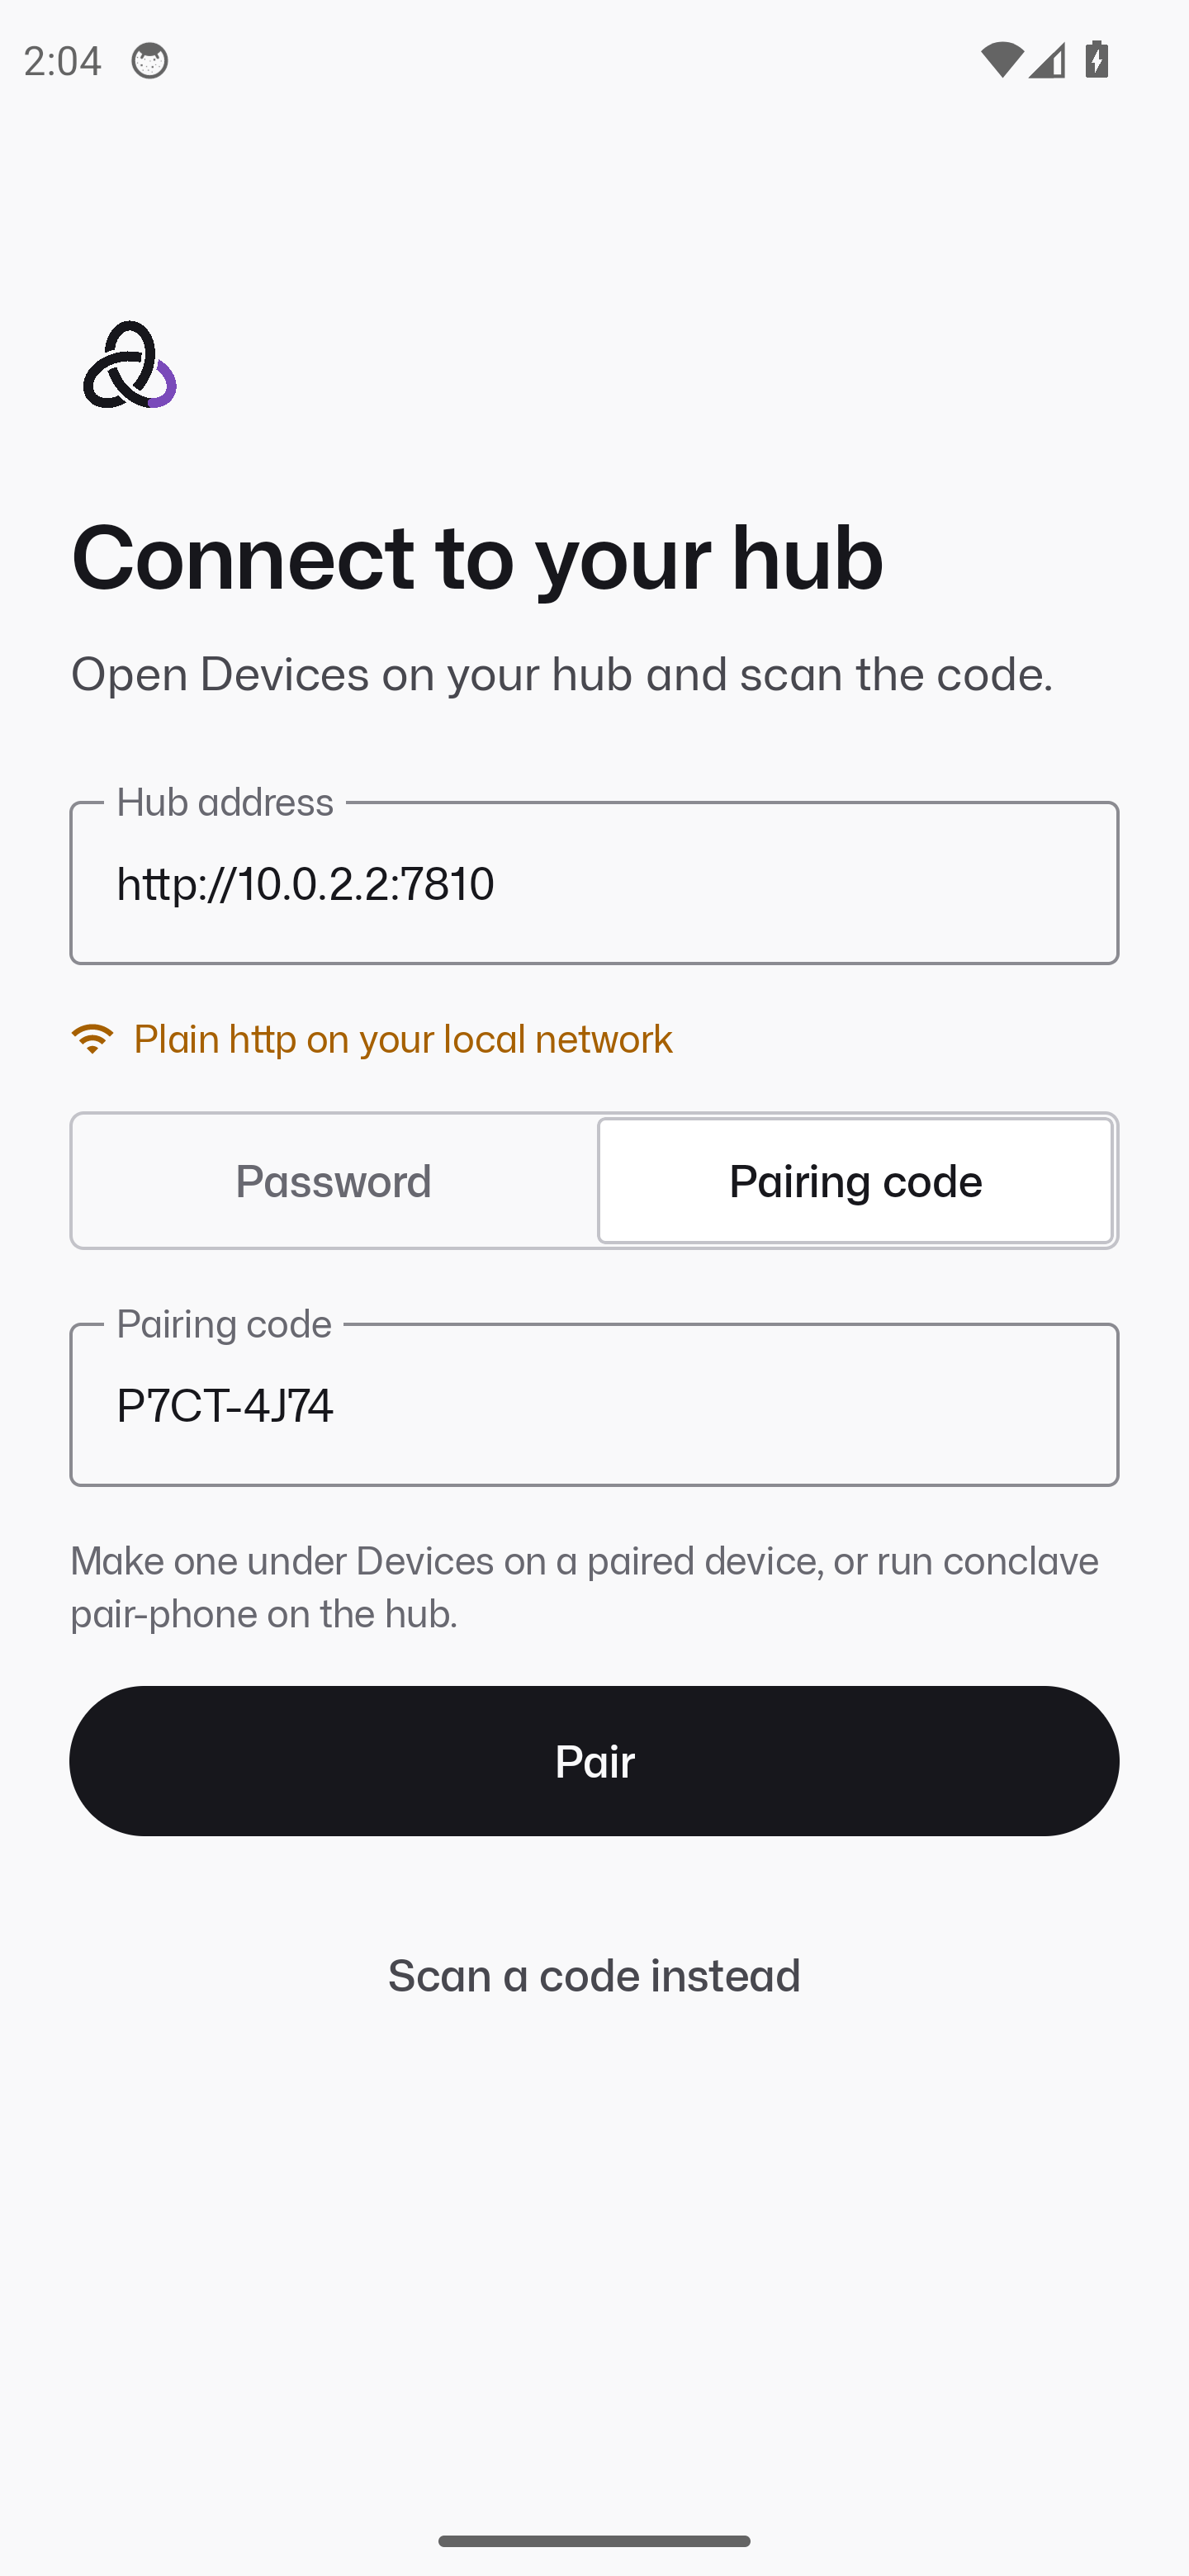 2:04
Connect to your hub
Open Devices on your hub and scan the code.
Hub address
http://10.0.2.2:7810
Plain http on your local network
Password
Pairing code
Pairing code
P7CT-4J74
Make one under Devices on a paired device, or run conclave
pair-phone on the hub.
Pair
Scan a code instead